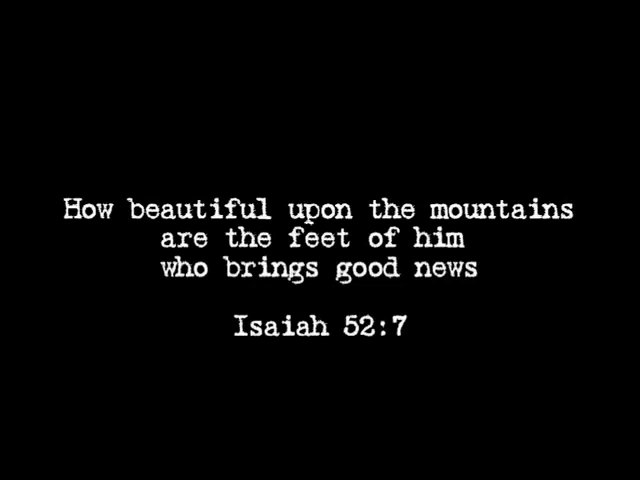 How beautiful upon the mountains
are the feet of him
who brings good news
Isaiah 52:7